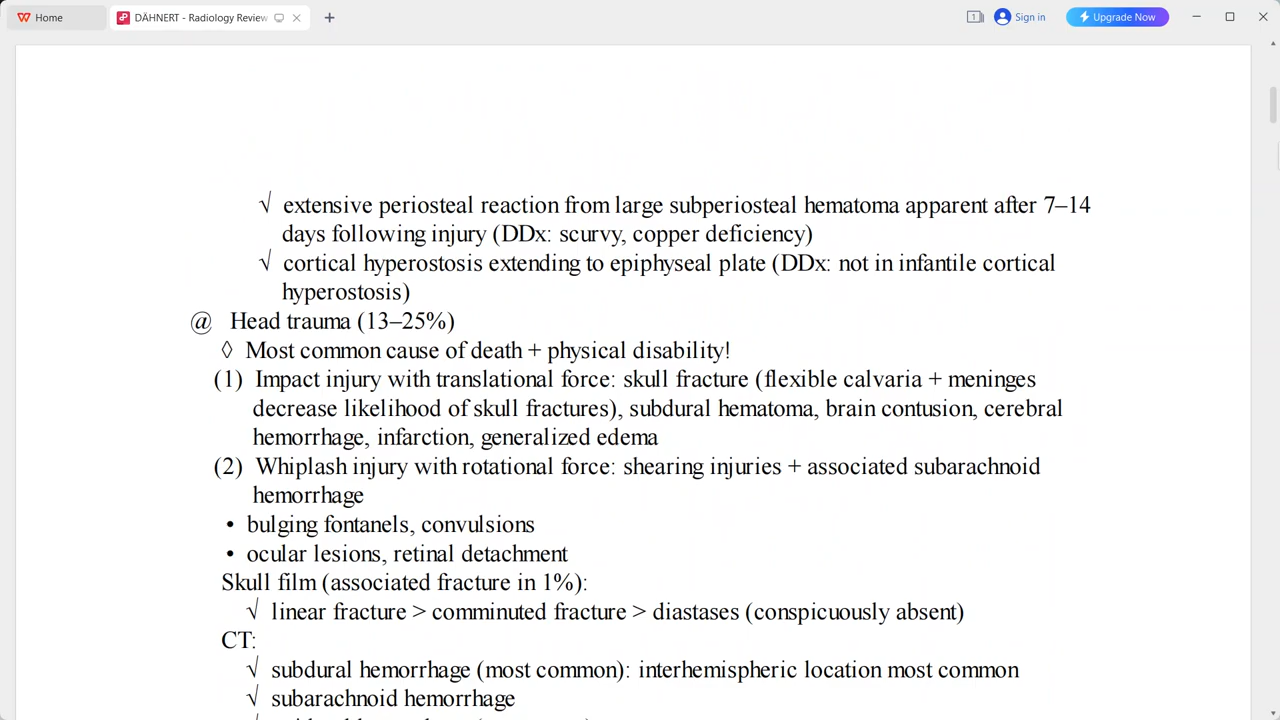 Home
DÄHNERT - Radiology Review
1
Sign in
Upgrade Now
√ extensive periosteal reaction from large subperiosteal hematoma apparent after 7–14
days following injury (DDx: scurvy, copper deficiency)
√ cortical hyperostosis extending to epiphyseal plate (DDx: not in infantile cortical
hyperostosis)
@ Head trauma (13–25%)
◊ Most common cause of death + physical disability!
(1) Impact injury with translational force: skull fracture (flexible calvaria + meninges
decrease likelihood of skull fractures), subdural hematoma, brain contusion, cerebral
hemorrhage, infarction, generalized edema
(2) Whiplash injury with rotational force: shearing injuries + associated subarachnoid
hemorrhage
• bulging fontanels, convulsions
• ocular lesions, retinal detachment
Skull film (associated fracture in 1%):
√ linear fracture > comminuted fracture > diastases (conspicuously absent)
CT:
√ subdural hemorrhage (most common): interhemispheric location most common
√ subarachnoid hemorrhage